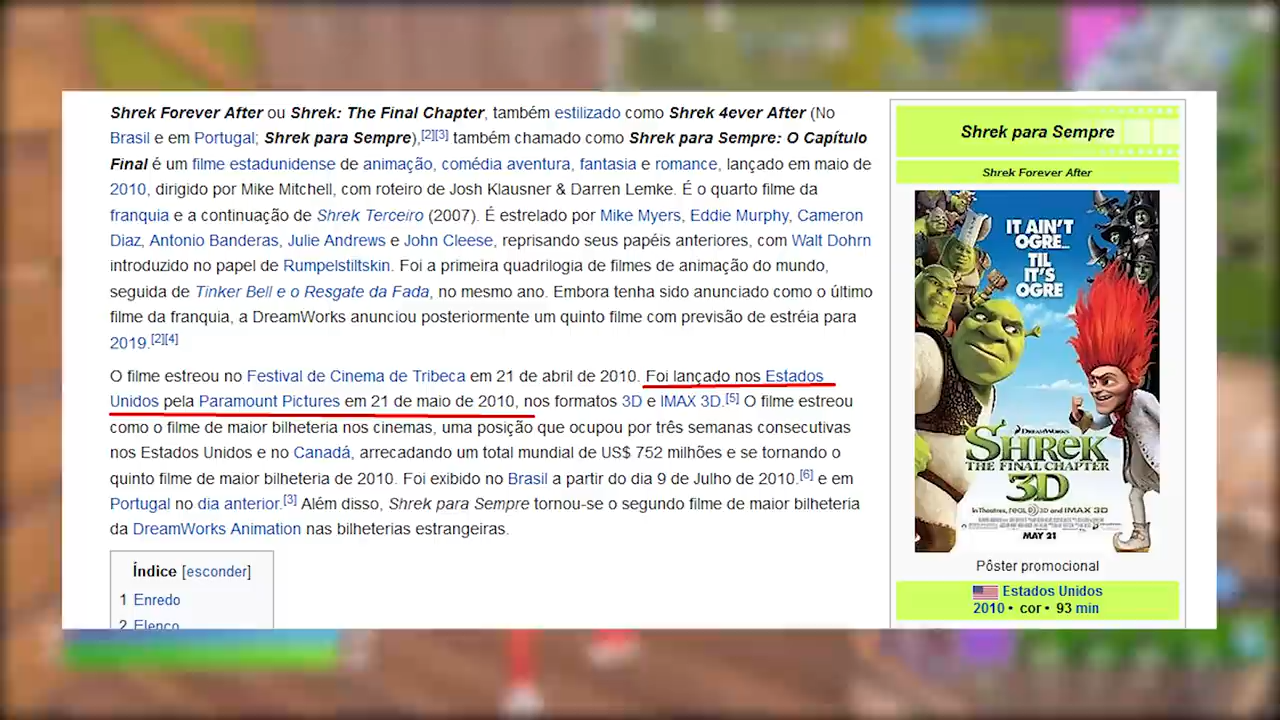 Shrek Forever After ou Shrek: The Final Chapter, também estilizado como Shrek 4ever After (No
Brasil e em Portugal; Shrek para Sempre),[2][3] também chamado como Shrek para Sempre: O Capítulo
Final é um filme estadunidense de animação, comédia aventura, fantasia e romance, lançado em maio de
2010, dirigido por Mike Mitchell, com roteiro de Josh Klausner & Darren Lemke. É o quarto filme da
franquia e a continuação de Shrek Terceiro (2007). É estrelado por Mike Myers, Eddie Murphy, Cameron
Diaz, Antonio Banderas, Julie Andrews e John Cleese, reprisando seus papéis anteriores, com Walt Dohrn
introduzido no papel de Rumpelstiltskin. Foi a primeira quadrilogia de filmes de animação do mundo,
seguida de Tinker Bell e o Resgate da Fada, no mesmo ano. Embora tenha sido anunciado como o último
filme da franquia, a DreamWorks anunciou posteriormente um quinto filme com previsão de estréia para
2019.[2][4]
O filme estreou no Festival de Cinema de Tribeca em 21 de abril de 2010. Foi lançado nos Estados
Unidos pela Paramount Pictures em 21 de maio de 2010, nos formatos 3D e IMAX 3D.[5] O filme estreou
como o filme de maior bilheteria nos cinemas, uma posição que ocupou por três semanas consecutivas
nos Estados Unidos e no Canadá, arrecadando um total mundial de US$ 752 milhões e se tornando o
quinto filme de maior bilheteria de 2010. Foi exibido no Brasil a partir do dia 9 de Julho de 2010.[6] e em
Portugal no dia anterior.[3] Além disso, Shrek para Sempre tornou-se o segundo filme de maior bilheteria
da DreamWorks Animation nas bilheterias estrangeiras.
Índice [esconder]
1 Enredo
2 Elenco
Shrek para Sempre
Shrek Forever After
IT AIN'T
OGRE...
TIL
IT'S
OGRE
DREAMWORKS
SHREK
THE FINAL CHAPTER
3D
In Theatres, REAL D 3D and IMAX 3D
MAY 21
Pôster promocional
Estados Unidos
2010 • cor • 93 min